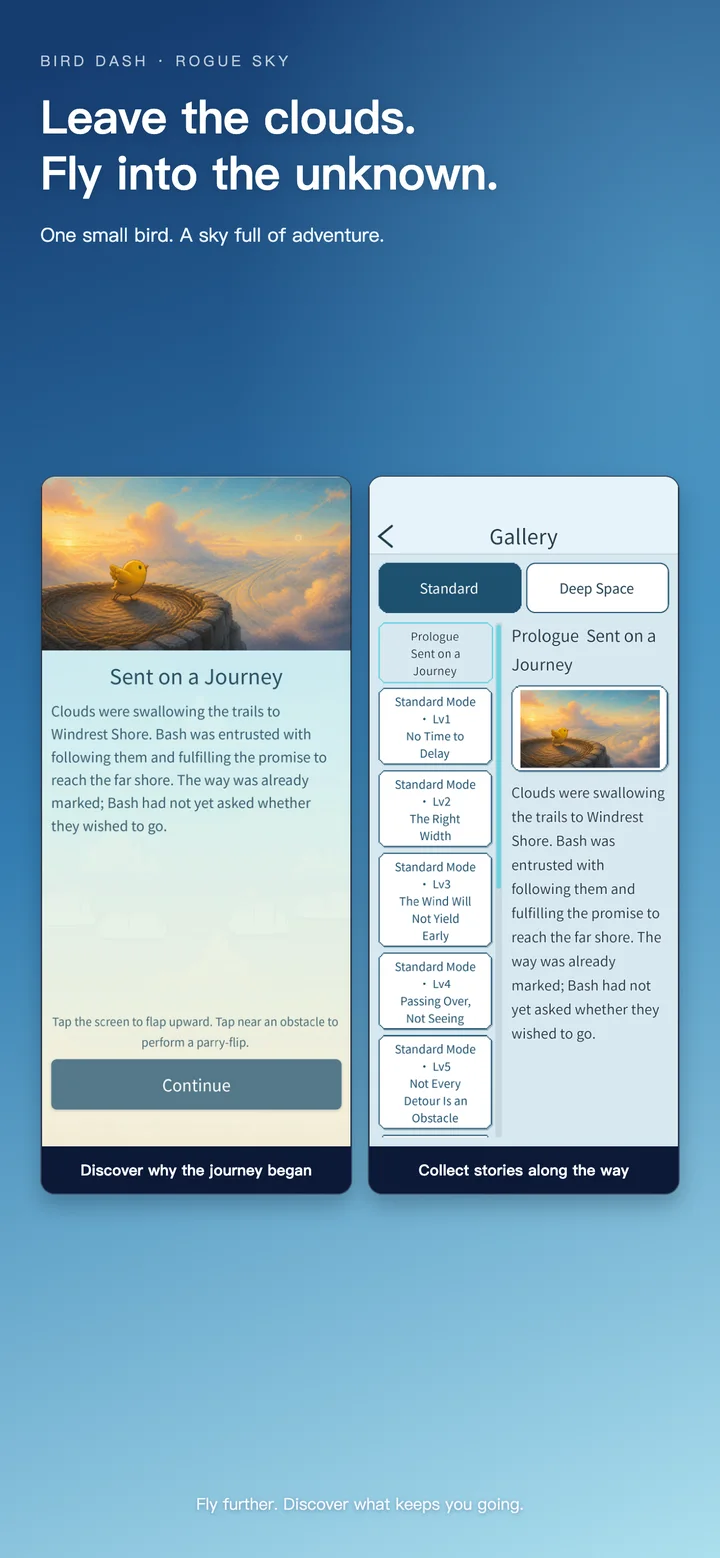 BIRD DASH · ROGUE SKY
Leave the clouds.
Fly into the unknown.
One small bird. A sky full of adventure.
Sent on a Journey
Clouds were swallowing the trails to
Windrest Shore. Bash was entrusted with
following them and fulfilling the promise to
reach the far shore. The way was already
marked; Bash had not yet asked whether
they wished to go.
Tap the screen to flap upward. Tap near an obstacle to
perform a parry-flip.
Continue
Discover why the journey began
Gallery
Standard
Deep Space
Prologue
Sent on a
Journey
Standard Mode
・ Lv1
No Time to
Delay
Standard Mode
・ Lv2
The Right
Width
Standard Mode
・ Lv3
The Wind Will
Not Yield
Early
Standard Mode
・ Lv4
Passing Over,
Not Seeing
Standard Mode
・ Lv5
Not Every
Detour Is an
Obstacle
Prologue  Sent on a
Journey
Clouds were swallowing
the trails to Windrest
Shore. Bash was
entrusted with
following them and
fulfilling the promise to
reach the far shore. The
way was already
marked; Bash had not
yet asked whether they
wished to go.
Collect stories along the way
Fly further. Discover what keeps you going.